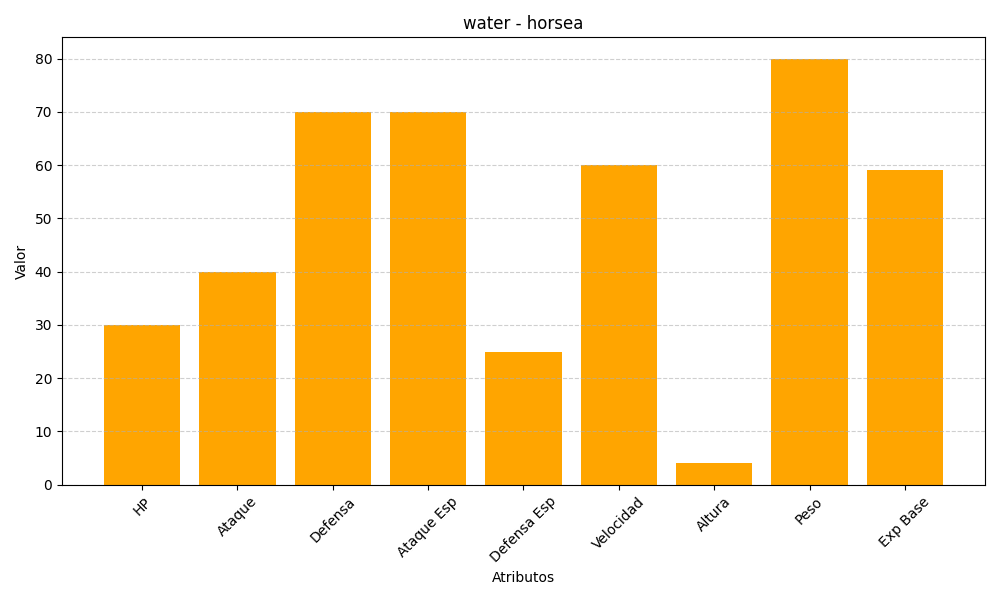 water - horsea
Valor
80
70
60
50
40
30
20
10
0
HP
Ataque
Defensa
Ataque Esp
Defensa Esp
Velocidad
Altura
Peso
Exp Base
Atributos